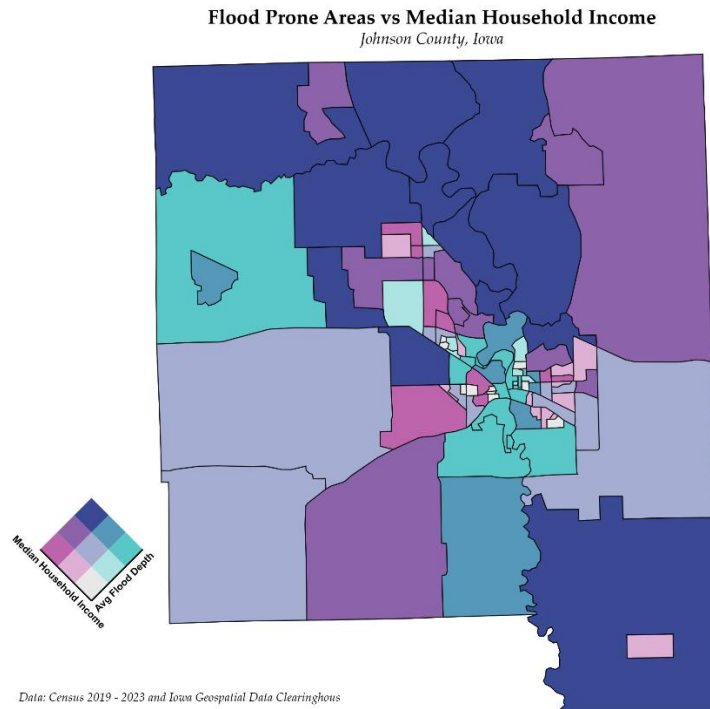 Flood Prone Areas vs Median Household Income
Johnson County, Iowa
Median Household Income
Avg Flood Depth
Data: Census 2019 - 2023 and Iowa Geospatial Data Clearinghous